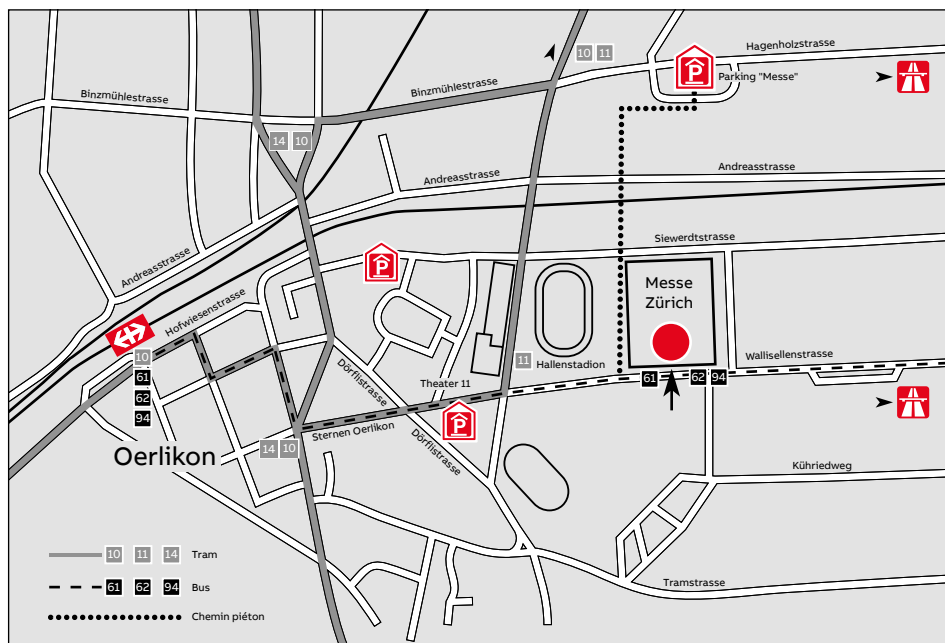 10 11
Hagenholzstrasse
P
Parking "Messe"
Binzmühlestrasse
Binzmühlestrasse
14 10
Andreasstrasse
Andreasstrasse
Siewerdtstrasse
Andreasstrasse
P
Messe
Zürich
Hofwiesenstrasse
10
61
62
94
11
Hallenstadion
Wallisellenstrasse
61
62 94
Dörflistrasse
Theater 11
P
Sternen Oerlikon
Dörflistrasse
14 10
Oerlikon
Kühriedweg
10 11 14 Tram
61 62 94 Bus
Chemin piéton
Tramstrasse